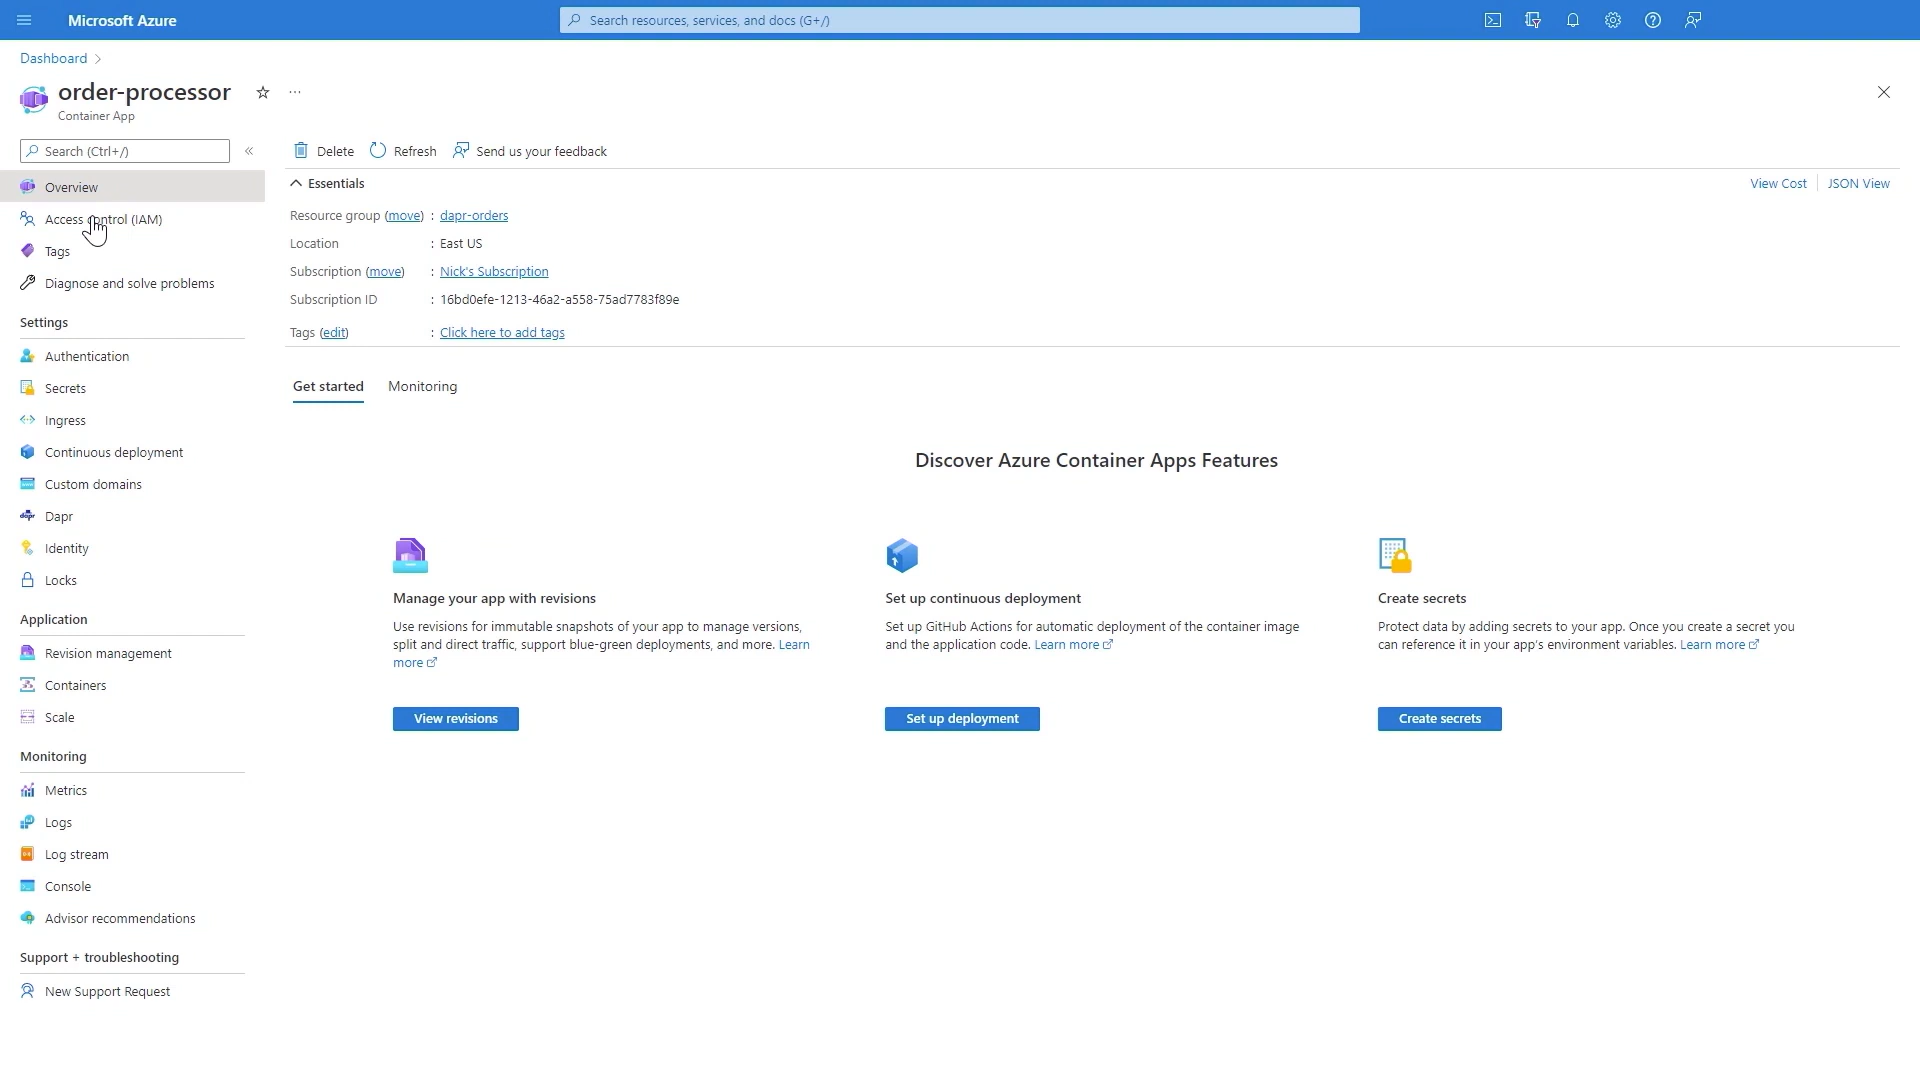 Microsoft Azure
Search resources, services, and docs (G+/)
Dashboard
order-processor
Container App
Search (Ctrl+/)
Delete
Refresh
Send us your feedback
Overview
Access control (IAM)
Tags
Diagnose and solve problems
Settings
Authentication
Secrets
Ingress
Continuous deployment
Custom domains
dapr Dapr
Identity
Locks
Application
Revision management
Containers
Scale
Monitoring
Metrics
Logs
Log stream
Console
Advisor recommendations
Support + troubleshooting
New Support Request
Essentials
View Cost
JSON View
Resource group (move) : dapr-orders
Location : East US
Subscription (move) : Nick's Subscription
Subscription ID : 16bd0efe-1213-46a2-a558-75ad7783f89e
Tags (edit) : Click here to add tags
Get started
Monitoring
Discover Azure Container Apps Features
Manage your app with revisions
Use revisions for immutable snapshots of your app to manage versions,
split and direct traffic, support blue-green deployments, and more. Learn
more
View revisions
Set up continuous deployment
Set up GitHub Actions for automatic deployment of the container image
and the application code. Learn more
Set up deployment
Create secrets
Protect data by adding secrets to your app. Once you create a secret you
can reference it in your app's environment variables. Learn more
Create secrets